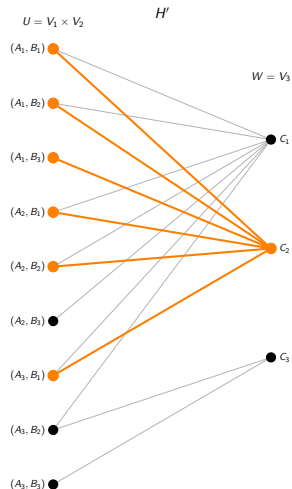 H′
U = V₁ × V₂
W = V₃
(A₁, B₁)
(A₁, B₂)
(A₁, B₃)
(A₂, B₁)
(A₂, B₂)
(A₂, B₃)
(A₃, B₁)
(A₃, B₂)
(A₃, B₃)
C₁
C₂
C₃